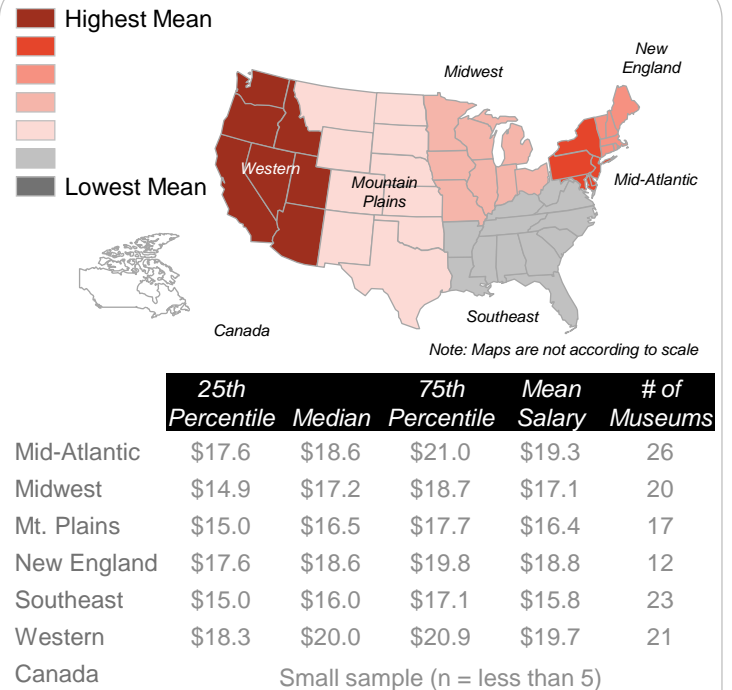 Highest Mean
New
England
Midwest
Western
Mountain
Plains
Mid-Atlantic
Lowest Mean
Southeast
Canada
Note: Maps are not according to scale
25th Percentile Median 75th Percentile Mean Salary # of Museums
Mid-Atlantic $17.6 $18.6 $21.0 $19.3 26
Midwest $14.9 $17.2 $18.7 $17.1 20
Mt. Plains $15.0 $16.5 $17.7 $16.4 17
New England $17.6 $18.6 $19.8 $18.8 12
Southeast $15.0 $16.0 $17.1 $15.8 23
Western $18.3 $20.0 $20.9 $19.7 21
Canada Small sample (n = less than 5)